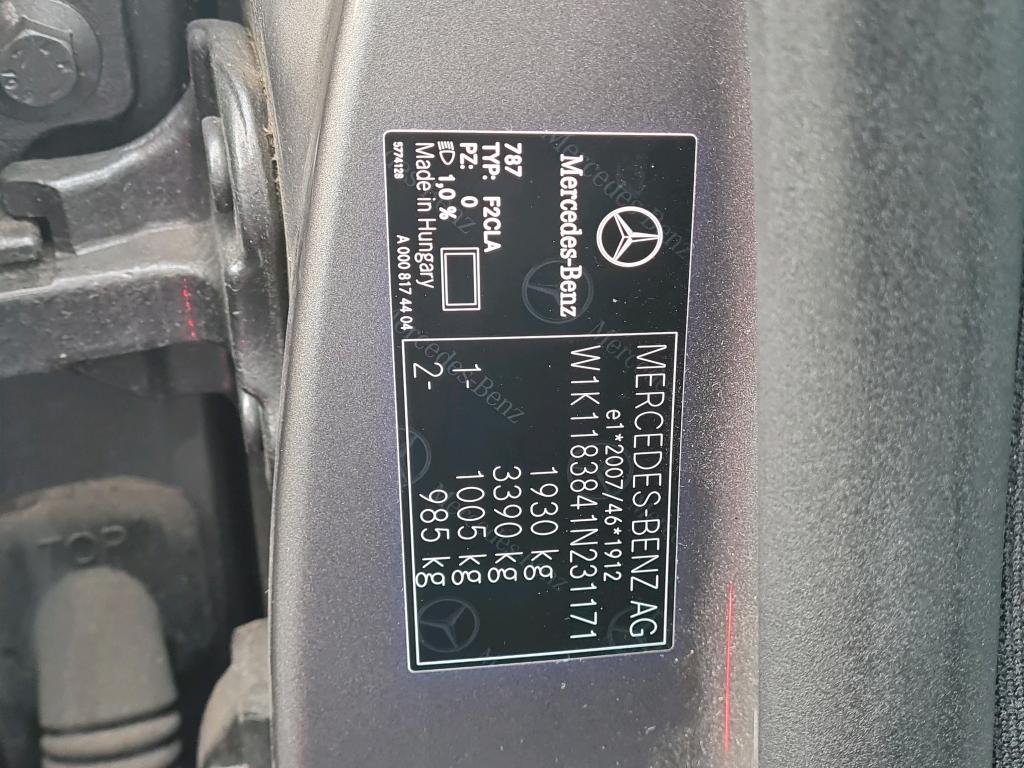 Mercedes-Benz
787
TYP: F2CLA
PZ: 0
1,0 %
Made in Hungary
5774128
A 000 817 44 04
MERCEDES-BENZ AG
e1*2007/46*1912
W1K1183841N231171
1930 kg
3390 kg
1- 1005 kg
2- 985 kg
TOP